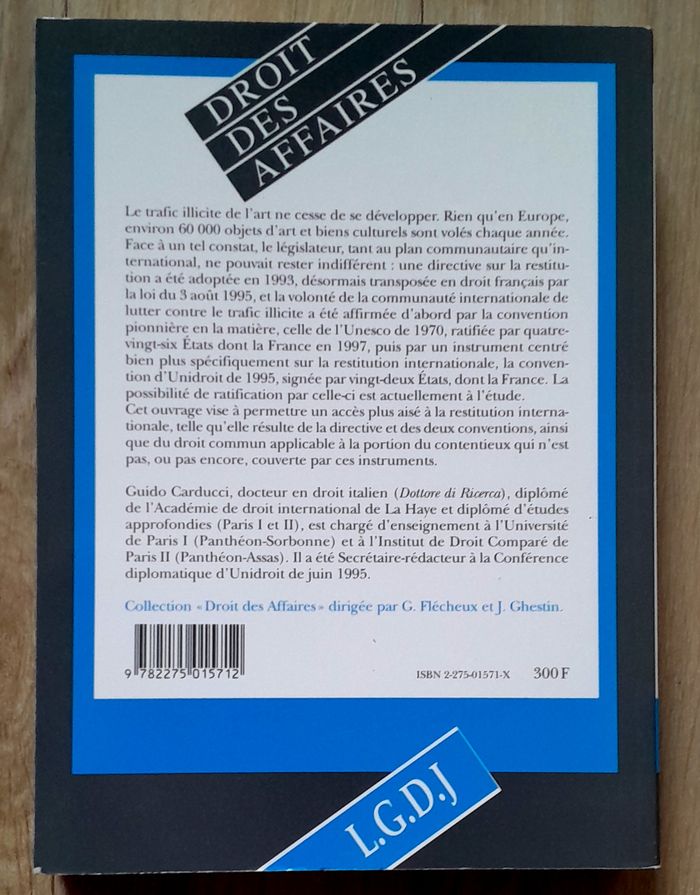 DROIT
DES
AFFAIRES
Le trafic illicite de l'art ne cesse de se développer. Rien qu'en Europe,
environ 60 000 objets d'art et biens culturels sont volés chaque année.
Face à un tel constat, le législateur, tant au plan communautaire qu'in-
ternational, ne pouvait rester indifférent : une directive sur la restitu-
tion a été adoptée en 1993, désormais transposée en droit français par
la loi du 3 août 1995, et la volonté de la communauté internationale de
lutter contre le trafic illicite a été affirmée d'abord par la convention
pionnière en la matière, celle de l'Unesco de 1970, ratifiée par quatre-
vingt-six États dont la France en 1997, puis par un instrument centré
bien plus spécifiquement sur la restitution internationale, la conven-
tion d'Unidroit de 1995, signée par vingt-deux États, dont la France. La
possibilité de ratification par celle-ci est actuellement à l'étude.
Cet ouvrage vise à permettre un accès plus aisé à la restitution interna-
tionale, telle qu'elle résulte de la directive et des deux conventions, ainsi
que du droit commun applicable à la portion du contentieux qui n'est
pas, ou pas encore, couverte par ces instruments.
Guido Carducci, docteur en droit italien (Dottore di Ricerca), diplômé
de l'Académie de droit international de La Haye et diplômé d'études
approfondies (Paris I et II), est chargé d'enseignement à l'Université
de Paris I (Panthéon-Sorbonne) et à l'Institut de Droit Comparé de
Paris II (Panthéon-Assas). Il a été Secrétaire-rédacteur à la Conférence
diplomatique d'Unidroit de juin 1995.
Collection « Droit des Affaires » dirigée par G. Flécheux et J. Ghestin.
9 782275 015712
ISBN 2-275-01571-X 300 F
L.G.D.J